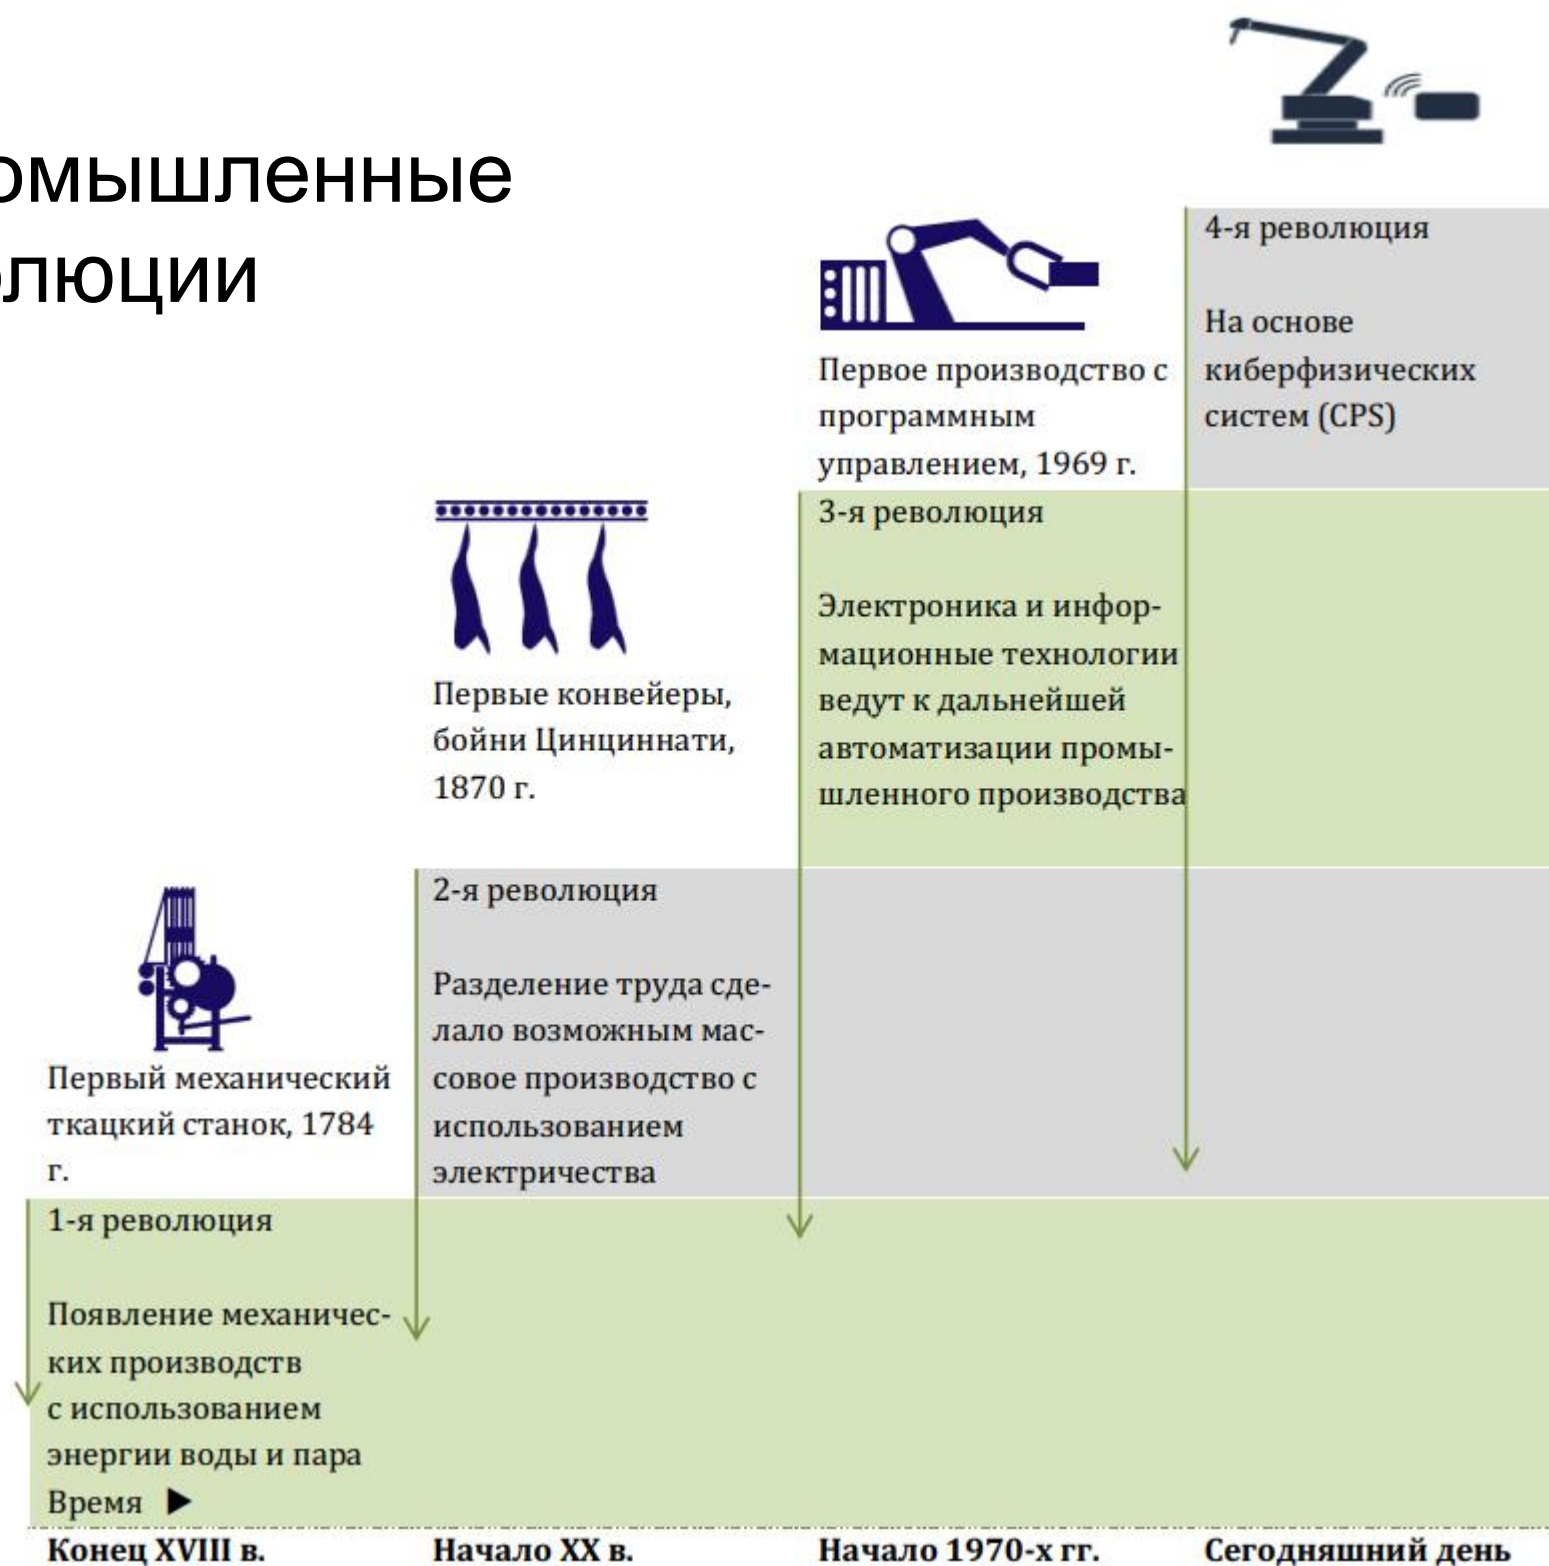 омышленные
олюции
4-я революция
На основе
киберфизических
систем (CPS)
Первое производство с
программным
управлением, 1969 г.
3-я революция
Электроника и инфор-
мационные технологии
ведут к дальнейшей
автоматизации промы-
шленного производства
Первые конвейеры,
бойни Цинциннати,
1870 г.
2-я революция
Разделение труда сде-
лало возможным мас-
совое производство с
использованием
электричества
Первый механический
ткацкий станок, 1784
г.
1-я революция
Появление механичес-
ких производств
с использованием
энергии воды и пара
Время ▶
Конец XVIII в.
Начало XX в.
Начало 1970-х гг.
Сегодняшний день